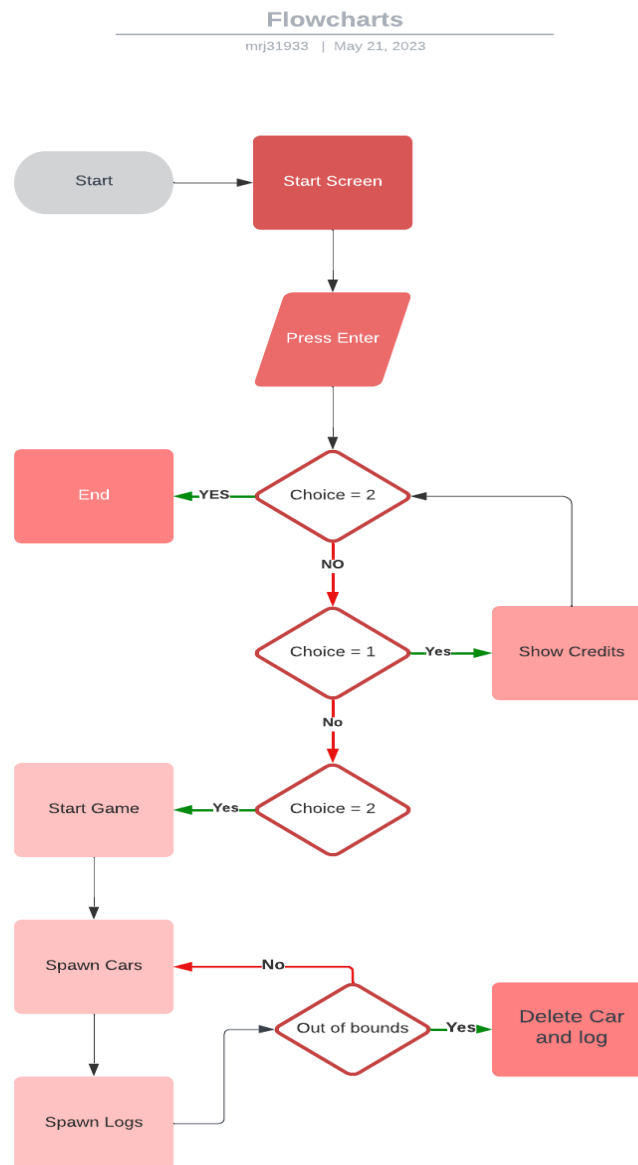 Flowcharts
mrj31933 | May 21, 2023
Start
Start Screen
Press Enter
End
YES
Choice = 2
NO
Choice = 1
Yes
Show Credits
No
Start Game
Yes
Choice = 2
Spawn Cars
No
Out of bounds
Yes
Delete Car
and log
Spawn Logs